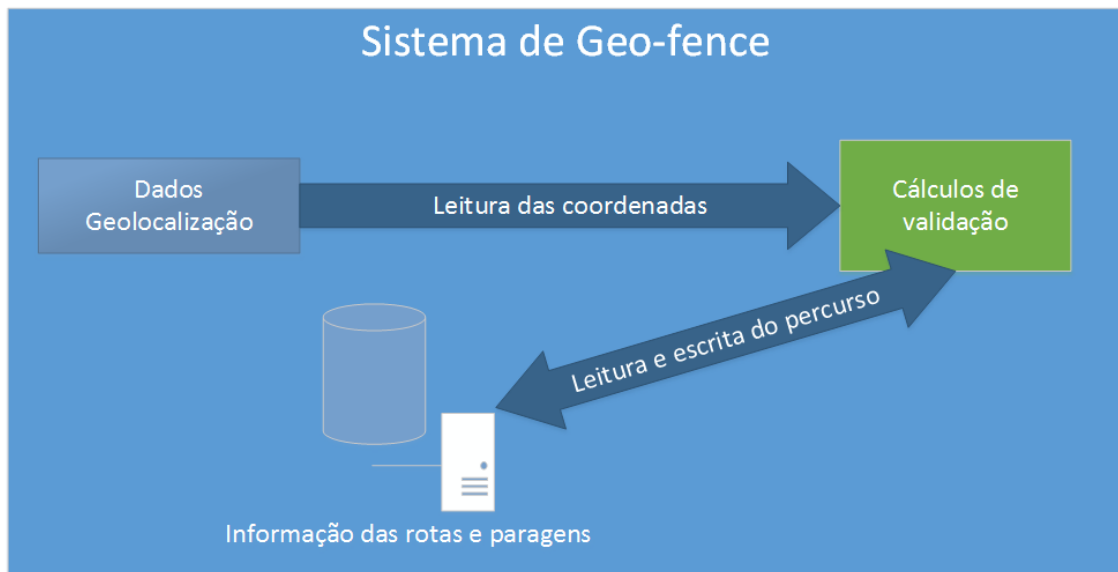 Sistema de Geo-fence
Dados
Geolocalização
Leitura das coordenadas
Cálculos de
validação
Leitura e escrita do percurso
Informação das rotas e paragens